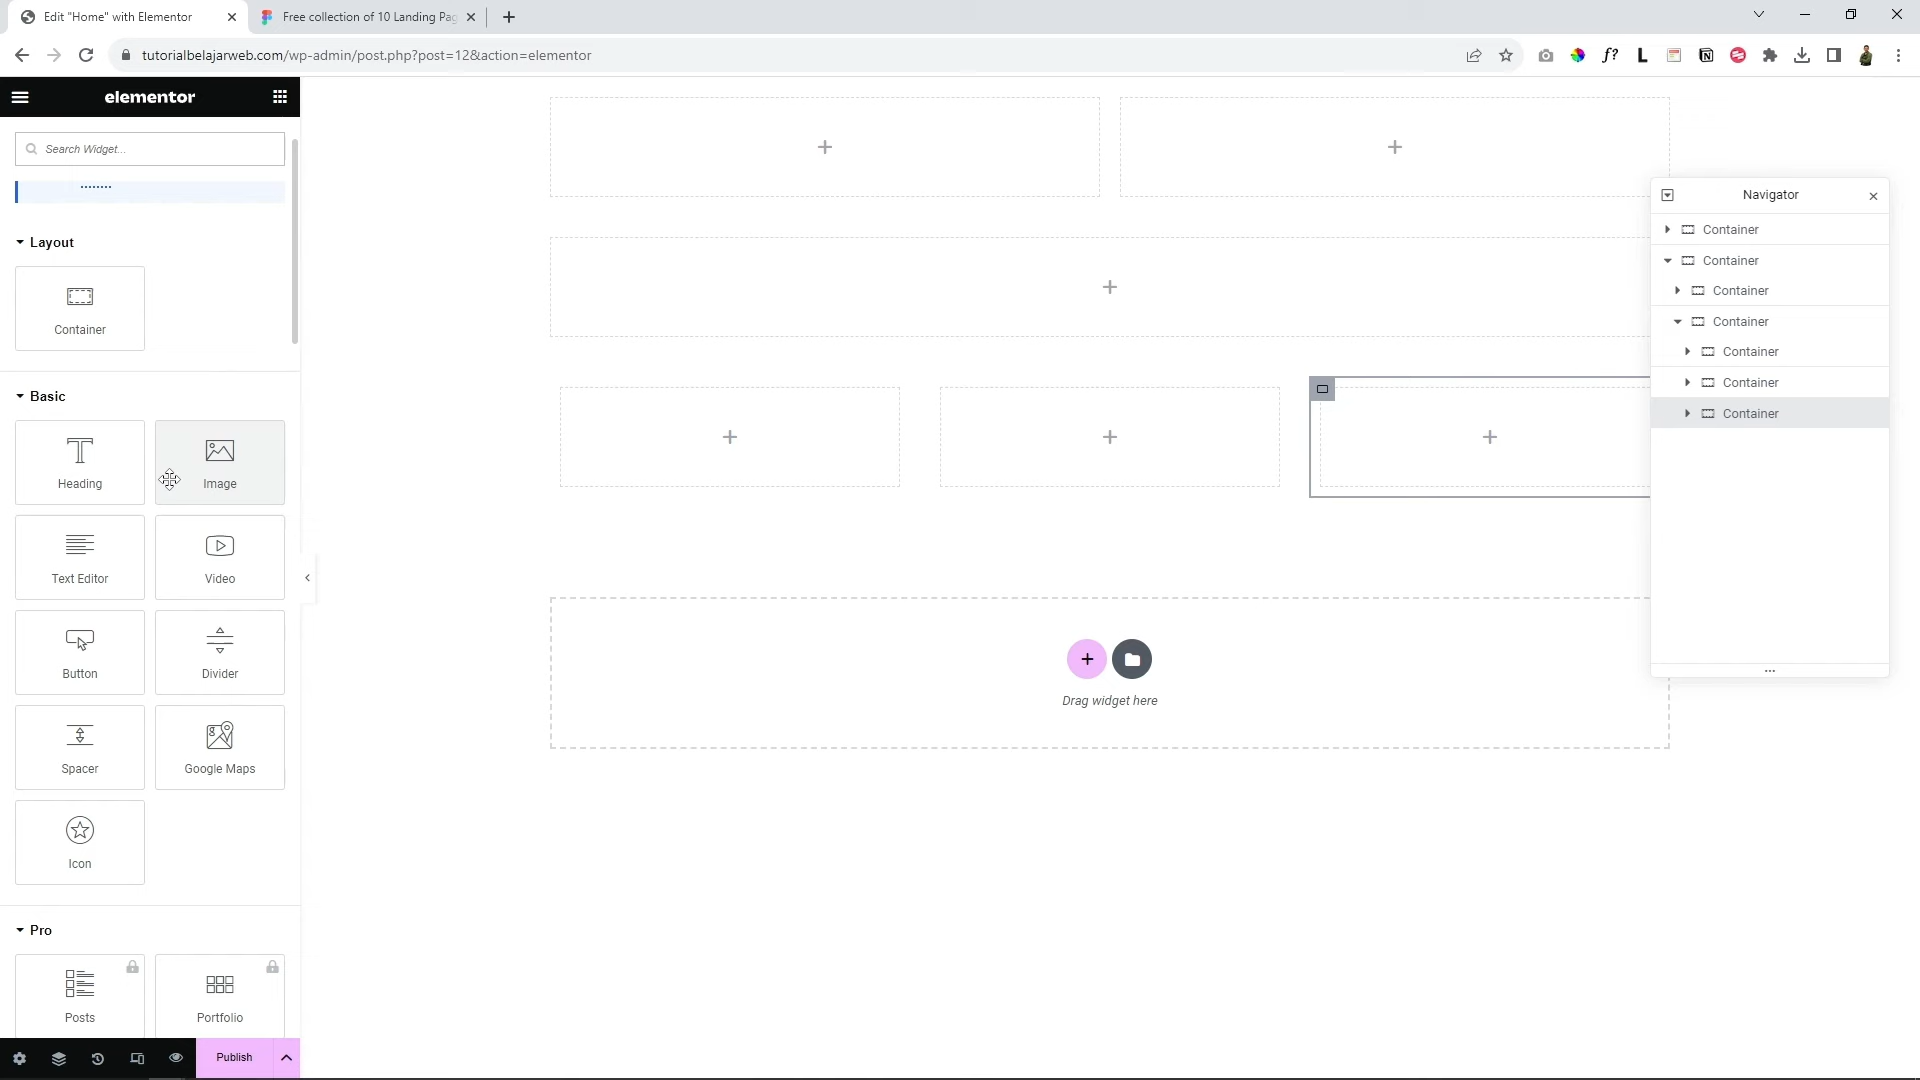 Edit "Home" with Elementor
Free collection of 10 Landing Pag
tutorialbelajarweb.com/wp-admin/post.php?post=12&action=elementor
elementor
Search Widget...
Layout
Container
Basic
Heading
Image
Text Editor
Video
Button
Divider
Spacer
Google Maps
Icon
Pro
Posts
Portfolio
Publish
Drag widget here
Navigator
Container
Container
Container
Container
Container
Container
Container